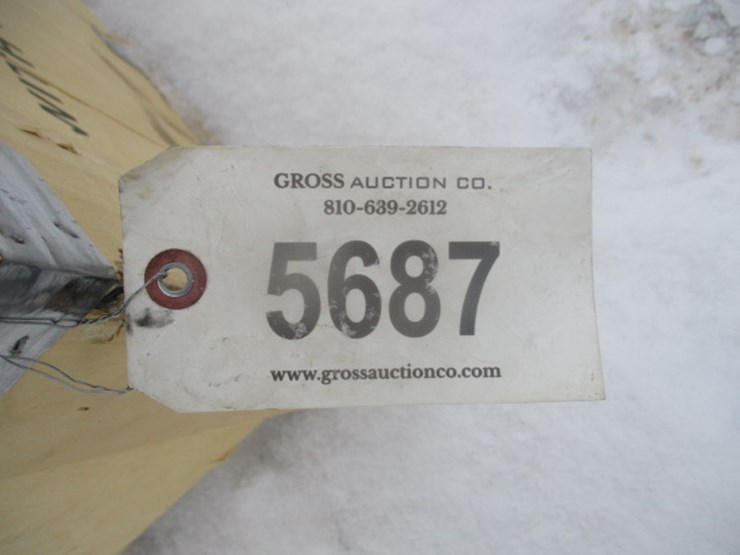 GROSS AUCTION CO.
810-639-2612
5687
www.grossauctionco.com